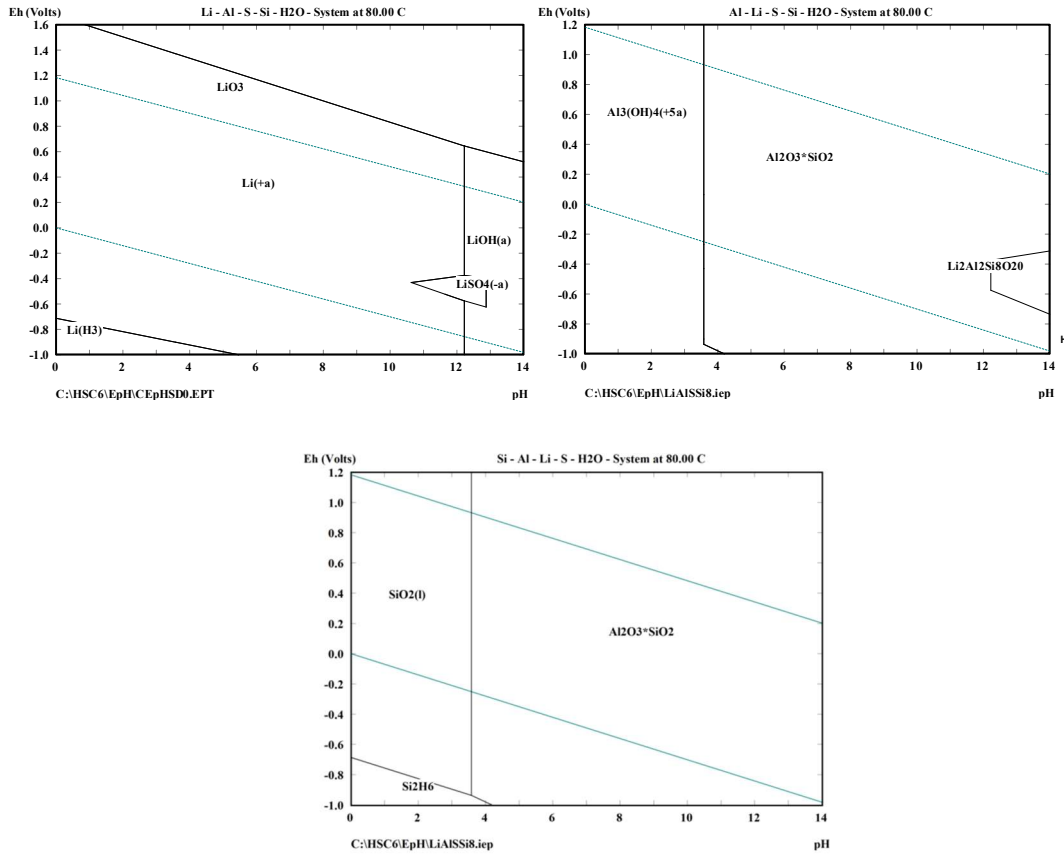 Eh (Volts) Li - Al - S - Si - H2O - System at 80.00 C
1.6
1.4
1.2
1.0
0.8
0.6
0.4
0.2
0.0
-0.2
-0.4
-0.6
-0.8
-1.0
LiO3
Li(+a)
LiOH(a)
LiSO4(-a)
Li(H3)
0 2 4 6 8 10 12 14
C:\HSC6\EpH\CEpHSD0.EPT pH
Eh (Volts) Al - Li - S - Si - H2O - System at 80.00 C
1.2
1.0
0.8
0.6
0.4
0.2
0.0
-0.2
-0.4
-0.6
-0.8
-1.0
Al3(OH)4(+5a)
Al2O3*SiO2
Li2Al2Si8O20
0 2 4 6 8 10 12 14
C:\HSC6\EpH\LiAlSSi8.iep pH
Eh (Volts) Si - Al - Li - S - H2O - System at 80.00 C
1.2
1.0
0.8
0.6
0.4
0.2
0.0
-0.2
-0.4
-0.6
-0.8
-1.0
SiO2(l)
Al2O3*SiO2
Si2H6
0 2 4 6 8 10 12 14
C:\HSC6\EpH\LiAlSSi8.iep pH